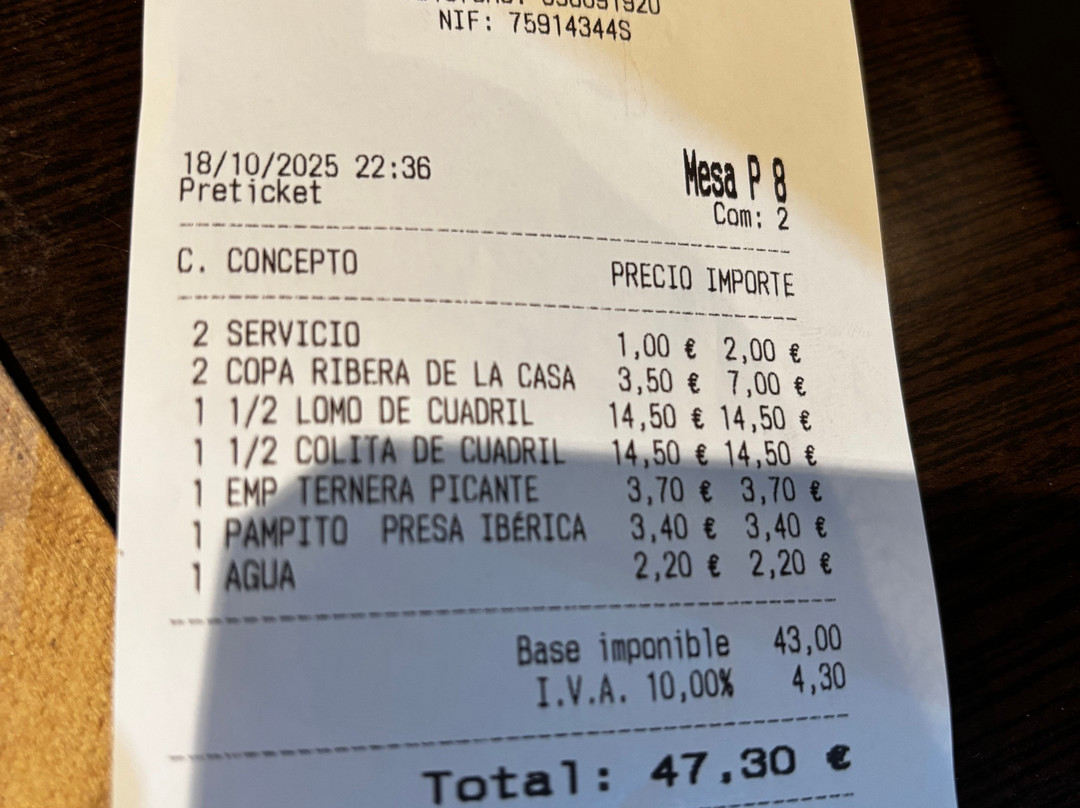 NIF: 75914344S
18/10/2025 22:36
Mesa P 8
Preticket
Com: 2
C. CONCEPTO PRECIO IMPORTE
2 SERVICIO 1,00 € 2,00 €
2 COPA RIBERA DE LA CASA 3,50 € 7,00 €
1 1/2 LOMO DE CUADRIL 14,50 € 14,50 €
1 1/2 COLITA DE CUADRIL 14,50 € 14,50 €
1 EMP TERNERA PICANTE 3,70 € 3,70 €
1 PAMPITO PRESA IBÉRICA 3,40 € 3,40 €
1 AGUA 2,20 € 2,20 €
Base imponible 43,00
I.V.A. 10,00% 4,30
Total: 47,30 €